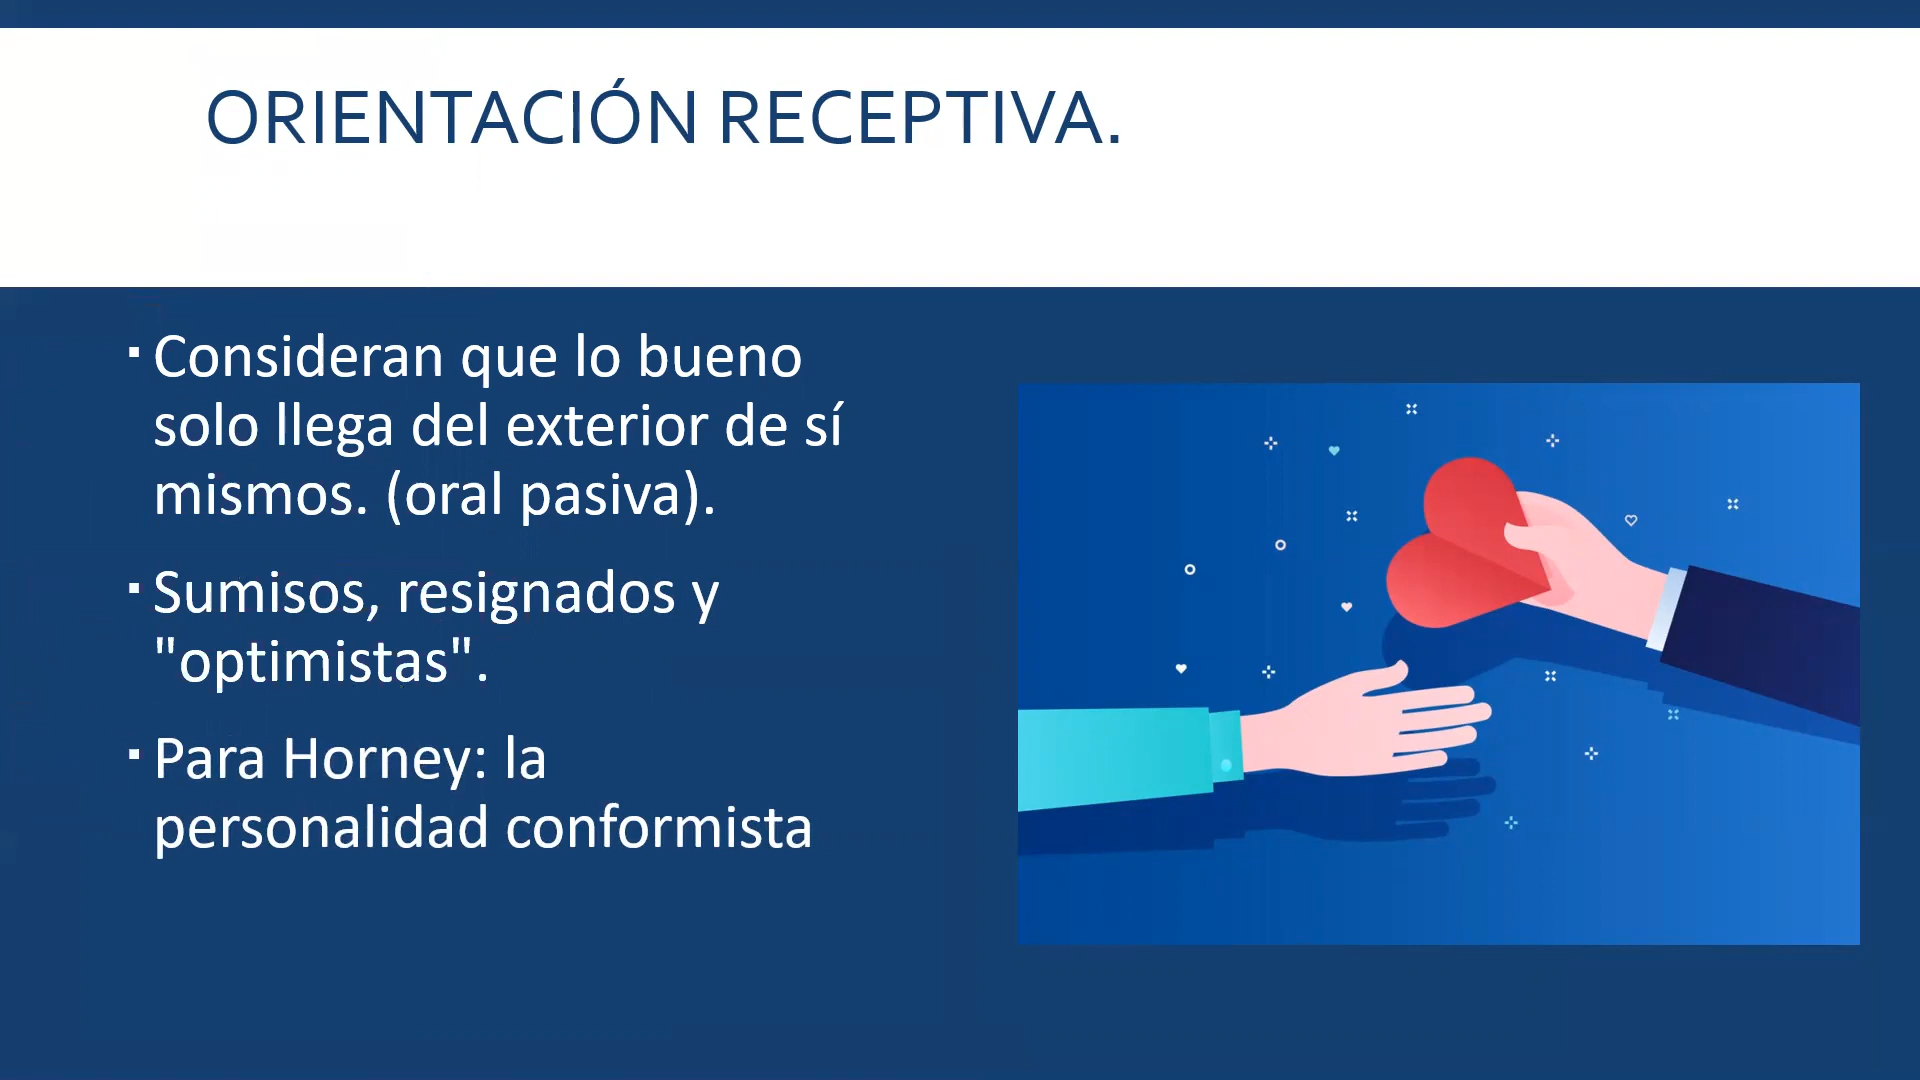 ORIENTACIÓN RECEPTIVA.
▪ Consideran que lo bueno
solo llega del exterior de sí
mismos. (oral pasiva).
▪ Sumisos, resignados y
"optimistas".
▪ Para Horney: la
personalidad conformista